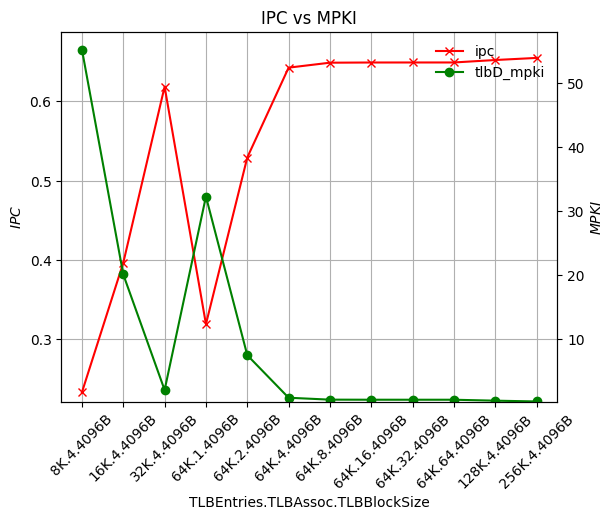 IPC vs MPKI
ipc
tlbD_mpki
0.6
0.5
0.4
0.3
IPC
50
40
30
20
10
MPKI
8K.4.4096B
16K.4.4096B
32K.4.4096B
64K.1.4096B
64K.2.4096B
64K.4.4096B
64K.8.4096B
64K.16.4096B
64K.32.4096B
64K.64.4096B
128K.4.4096B
256K.4.4096B
TLBEntries.TLBAssoc.TLBBlockSize